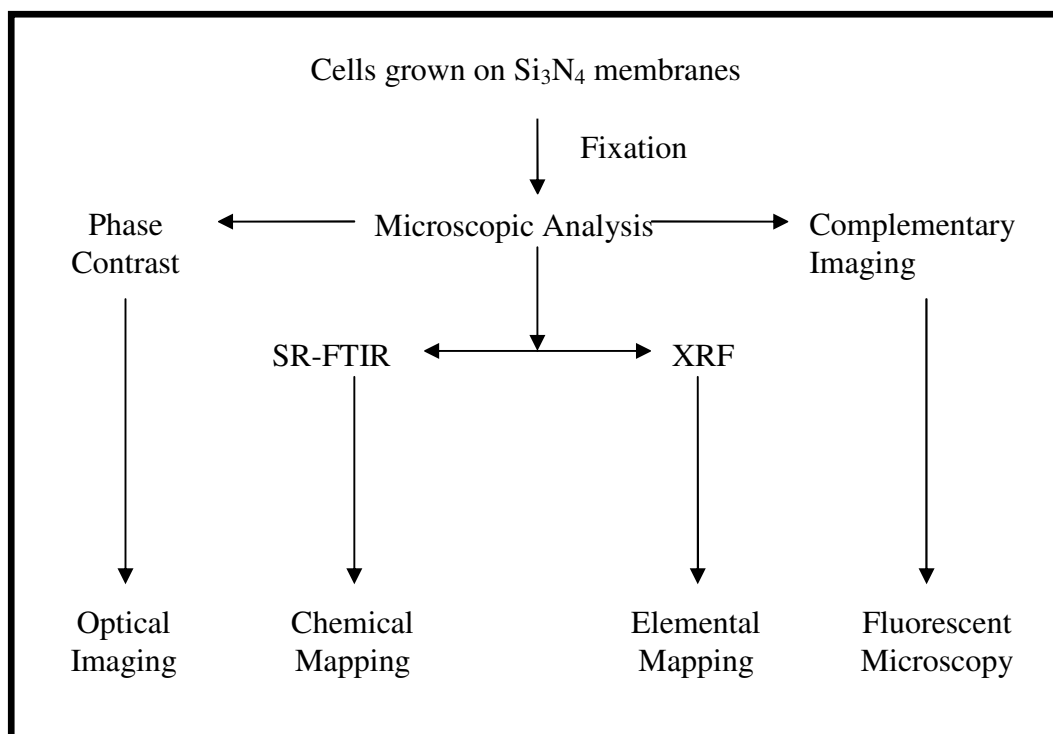 Cells grown on Si₃N₄ membranes
Fixation
Phase
Contrast
Microscopic Analysis
Complementary
Imaging
SR-FTIR
XRF
Optical
Imaging
Chemical
Mapping
Elemental
Mapping
Fluorescent
Microscopy